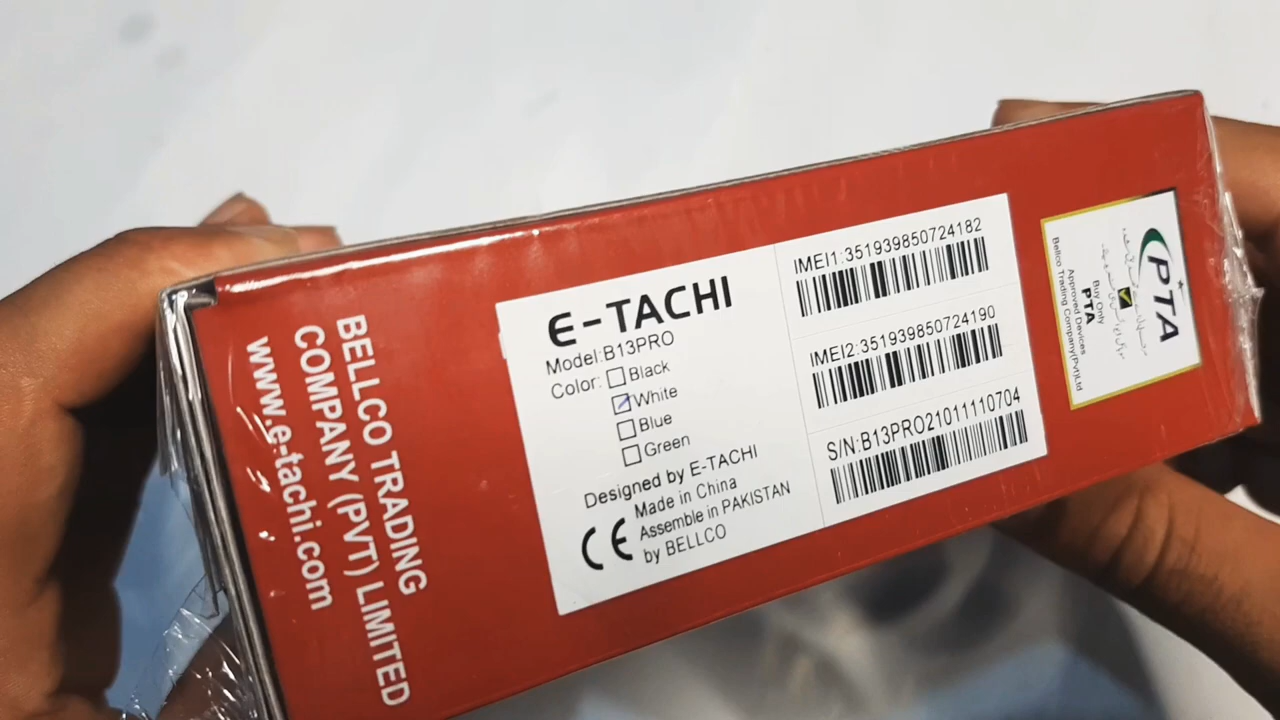 BELLCO TRADING
COMPANY (PVT) LIMITED
www.e-tachi.com
E-TACHI
Model:B13PRO
Color: Black
White
Blue
Green
Designed by E-TACHI
Made in China
Assemble in PAKISTAN
by BELLCO
CE
IMEI1:351939850724182
IMEI2:351939850724190
S/N:B13PRO21011110704
PTA
Buy Only
PTA
Approved Devices
Bellco Trading Company(Pvt)Ltd